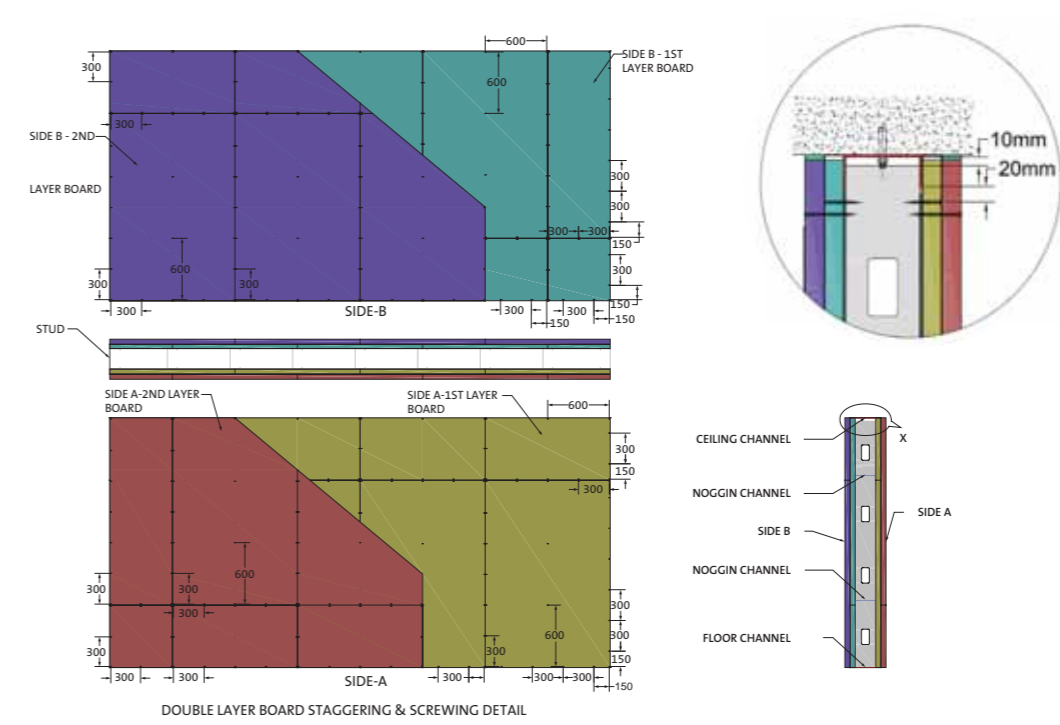 600
SIDE B - 1ST
LAYER BOARD
300
600
300
SIDE B - 2ND
LAYER BOARD
300
300
300
300
150
600
300
300
300
150
300
SIDE-B
300
150
300
150
10mm
20mm
STUD
SIDE A-2ND LAYER
BOARD
SIDE A-1ST LAYER
BOARD
600
300
150
300
600
300
300
300
300
300
600
300
300
150
300
300
SIDE-A
300
300
300
150
DOUBLE LAYER BOARD STAGGERING & SCREWING DETAIL
CEILING CHANNEL
X
NOGGIN CHANNEL
SIDE A
SIDE B
NOGGIN CHANNEL
FLOOR CHANNEL